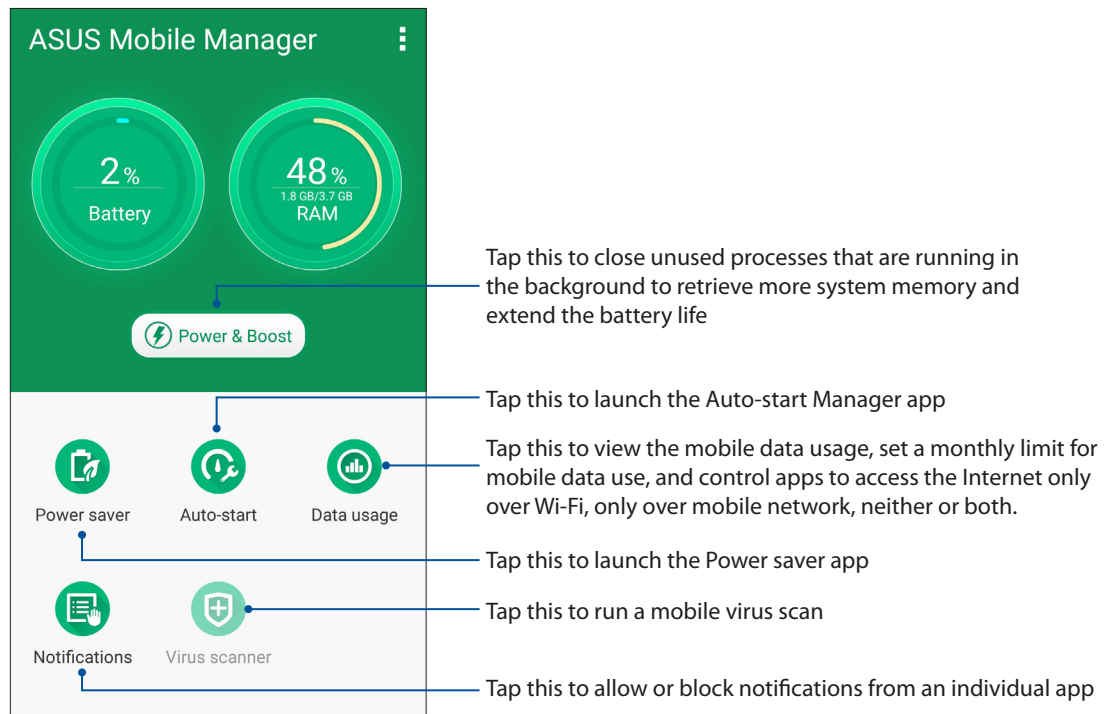 ASUS Mobile Manager
2%
Battery
48%
1.8 GB/3.7 GB
RAM
Tap this to close unused processes that are running in
the background to retrieve more system memory and
extend the battery life
Power & Boost
Tap this to launch the Auto-start Manager app
Tap this to view the mobile data usage, set a monthly limit for
mobile data use, and control apps to access the Internet only
over Wi-Fi, only over mobile network, neither or both.
Power saver
Auto-start
Data usage
Tap this to launch the Power saver app
Tap this to run a mobile virus scan
Notifications
Virus scanner
Tap this to allow or block notifications from an individual app